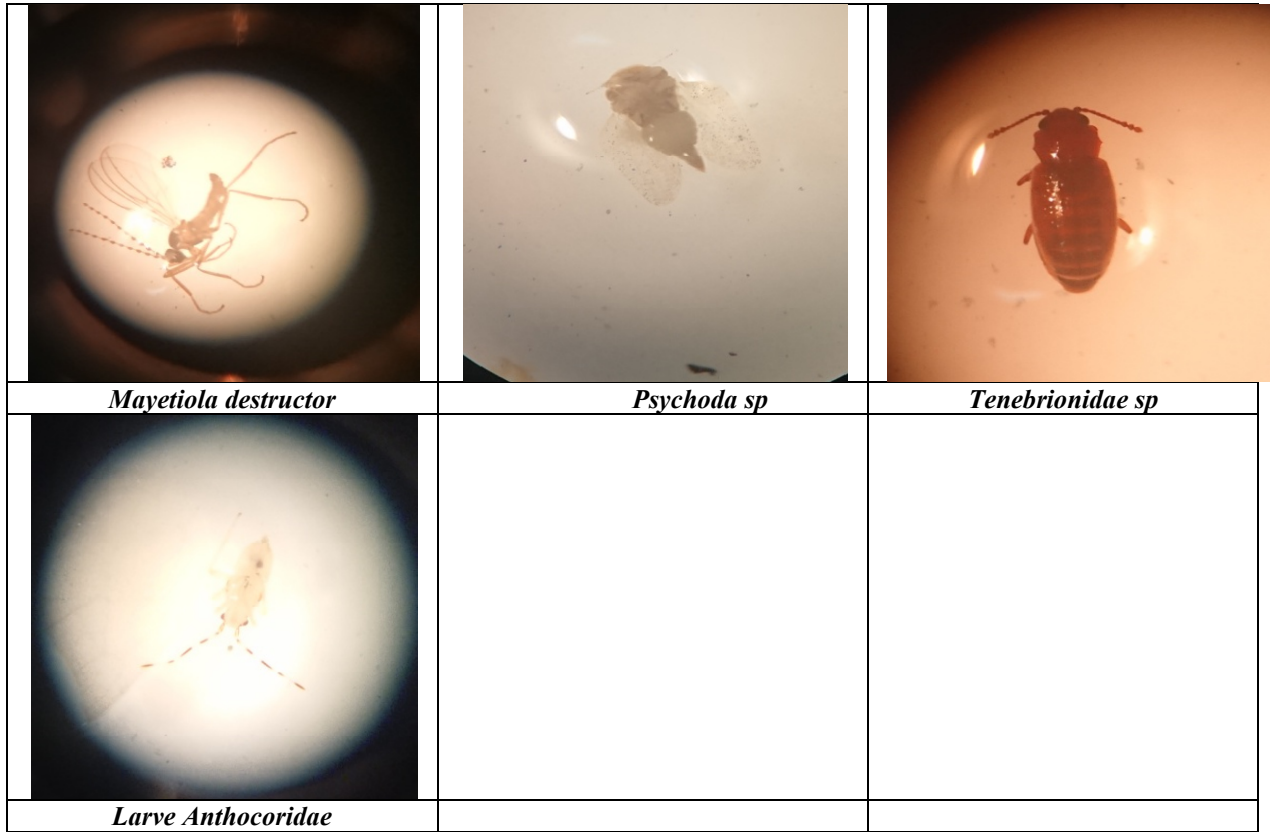 Mayetiola destructor
Psychoda sp
Tenebrionidae sp
Larve Anthocoridae